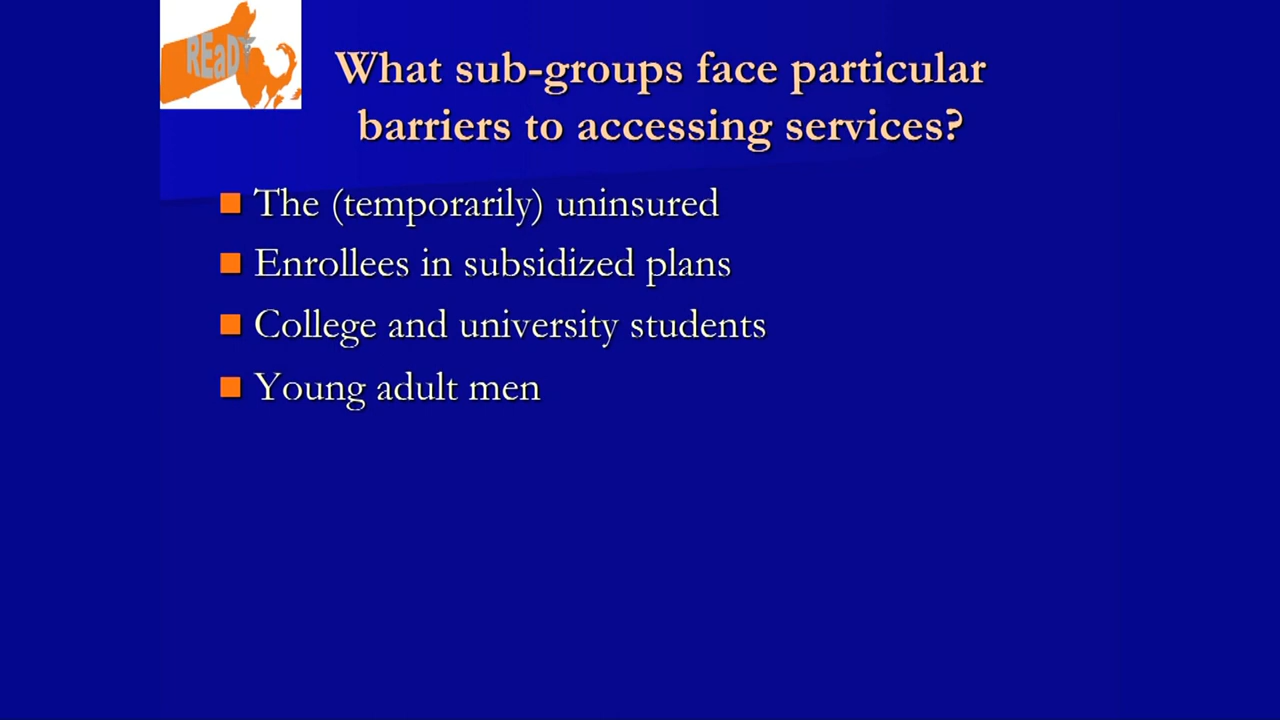 REaDY
What sub-groups face particular
barriers to accessing services?
The (temporarily) uninsured
Enrollees in subsidized plans
College and university students
Young adult men